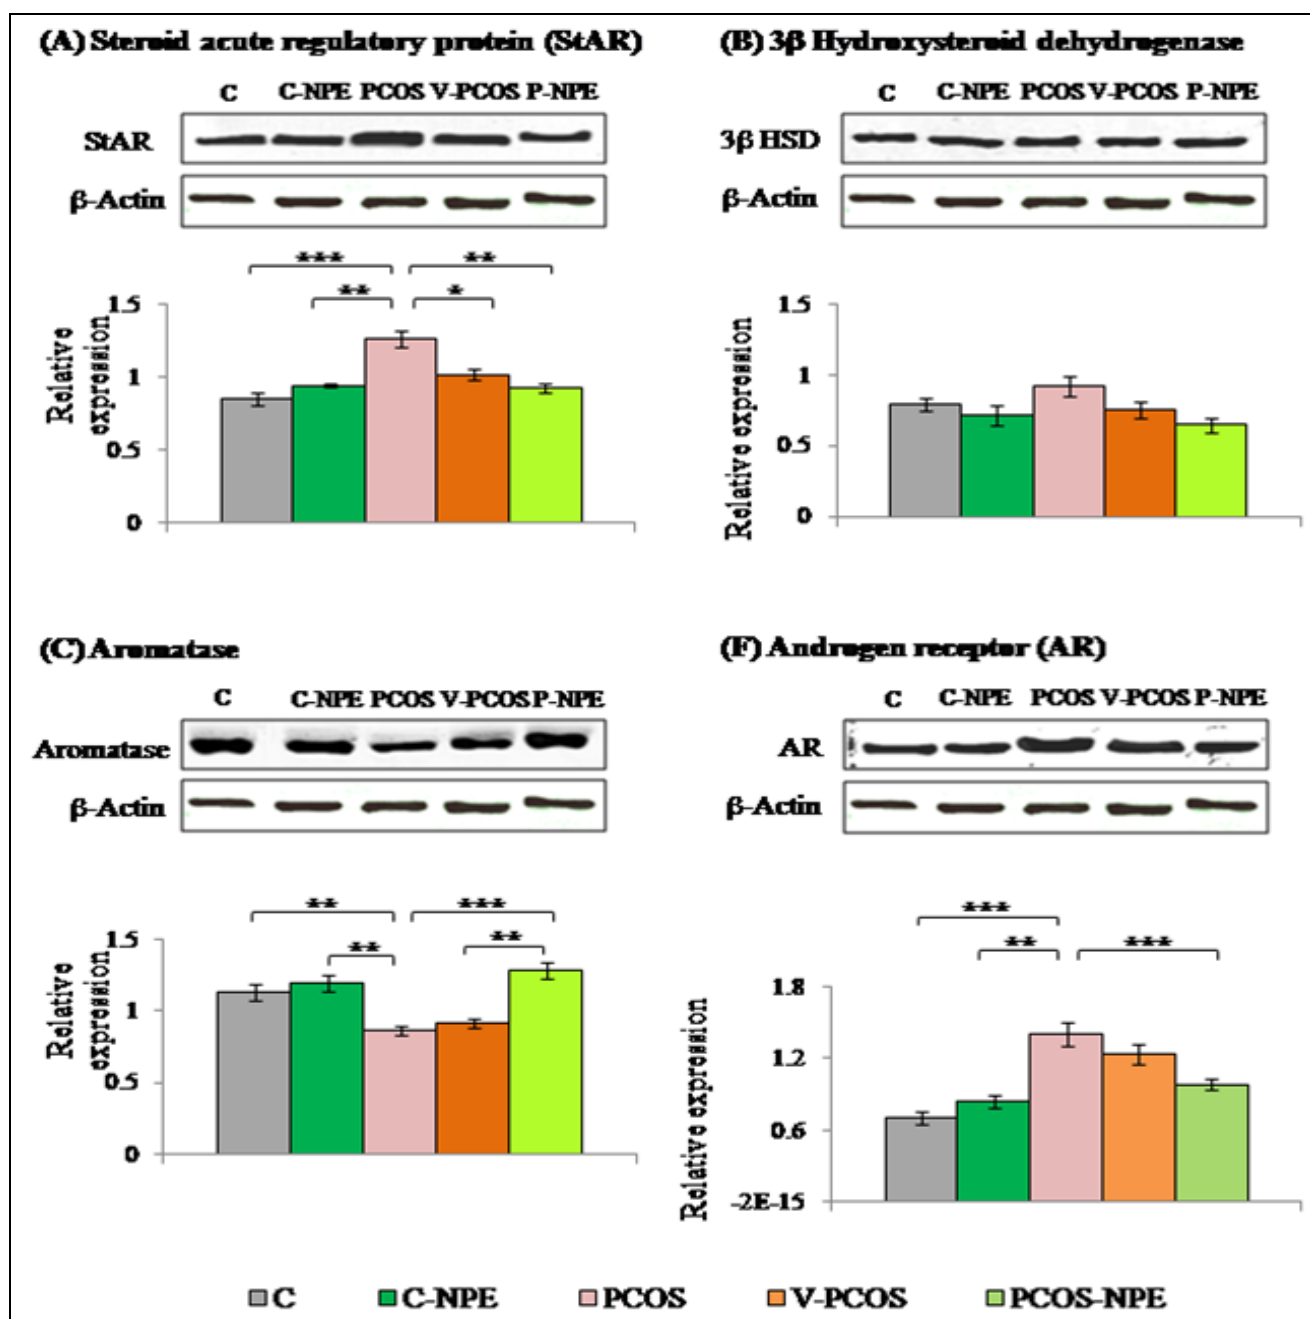 (A) Steroid acute regulatory protein (StAR)
C C-NPE PCOS V-PCOS P-NPE
StAR
β-Actin
*** **
** *
Relative
expression
1.5
1
0.5
0
(B) 3β Hydroxysteroid dehydrogenase
C C-NPE PCOS V-PCOS P-NPE
3β HSD
β-Actin
Relative expression
1.5
1
0.5
0
(C) Aromatase
C C-NPE PCOS V-PCOS P-NPE
Aromatase
β-Actin
** ***
** **
Relative
expression
1.5
1
0.5
0
(F) Androgen receptor (AR)
C C-NPE PCOS V-PCOS P-NPE
AR
β-Actin
***
** ***
Relative expression
1.8
1.2
0.6
-2E-15
C C-NPE PCOS V-PCOS PCOS-NPE